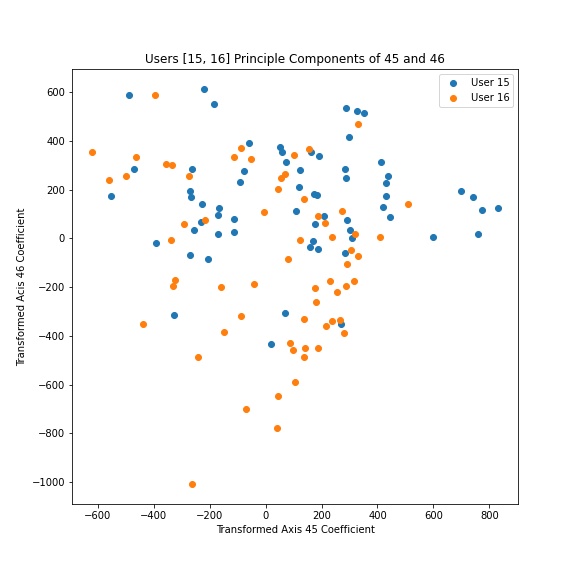 Users [15, 16] Principle Components of 45 and 46
User 15
User 16
Transformed Acis 46 Coefficient
600
400
200
0
−200
−400
−600
−800
−1000
−600 −400 −200 0 200 400 600 800
Transformed Axis 45 Coefficient